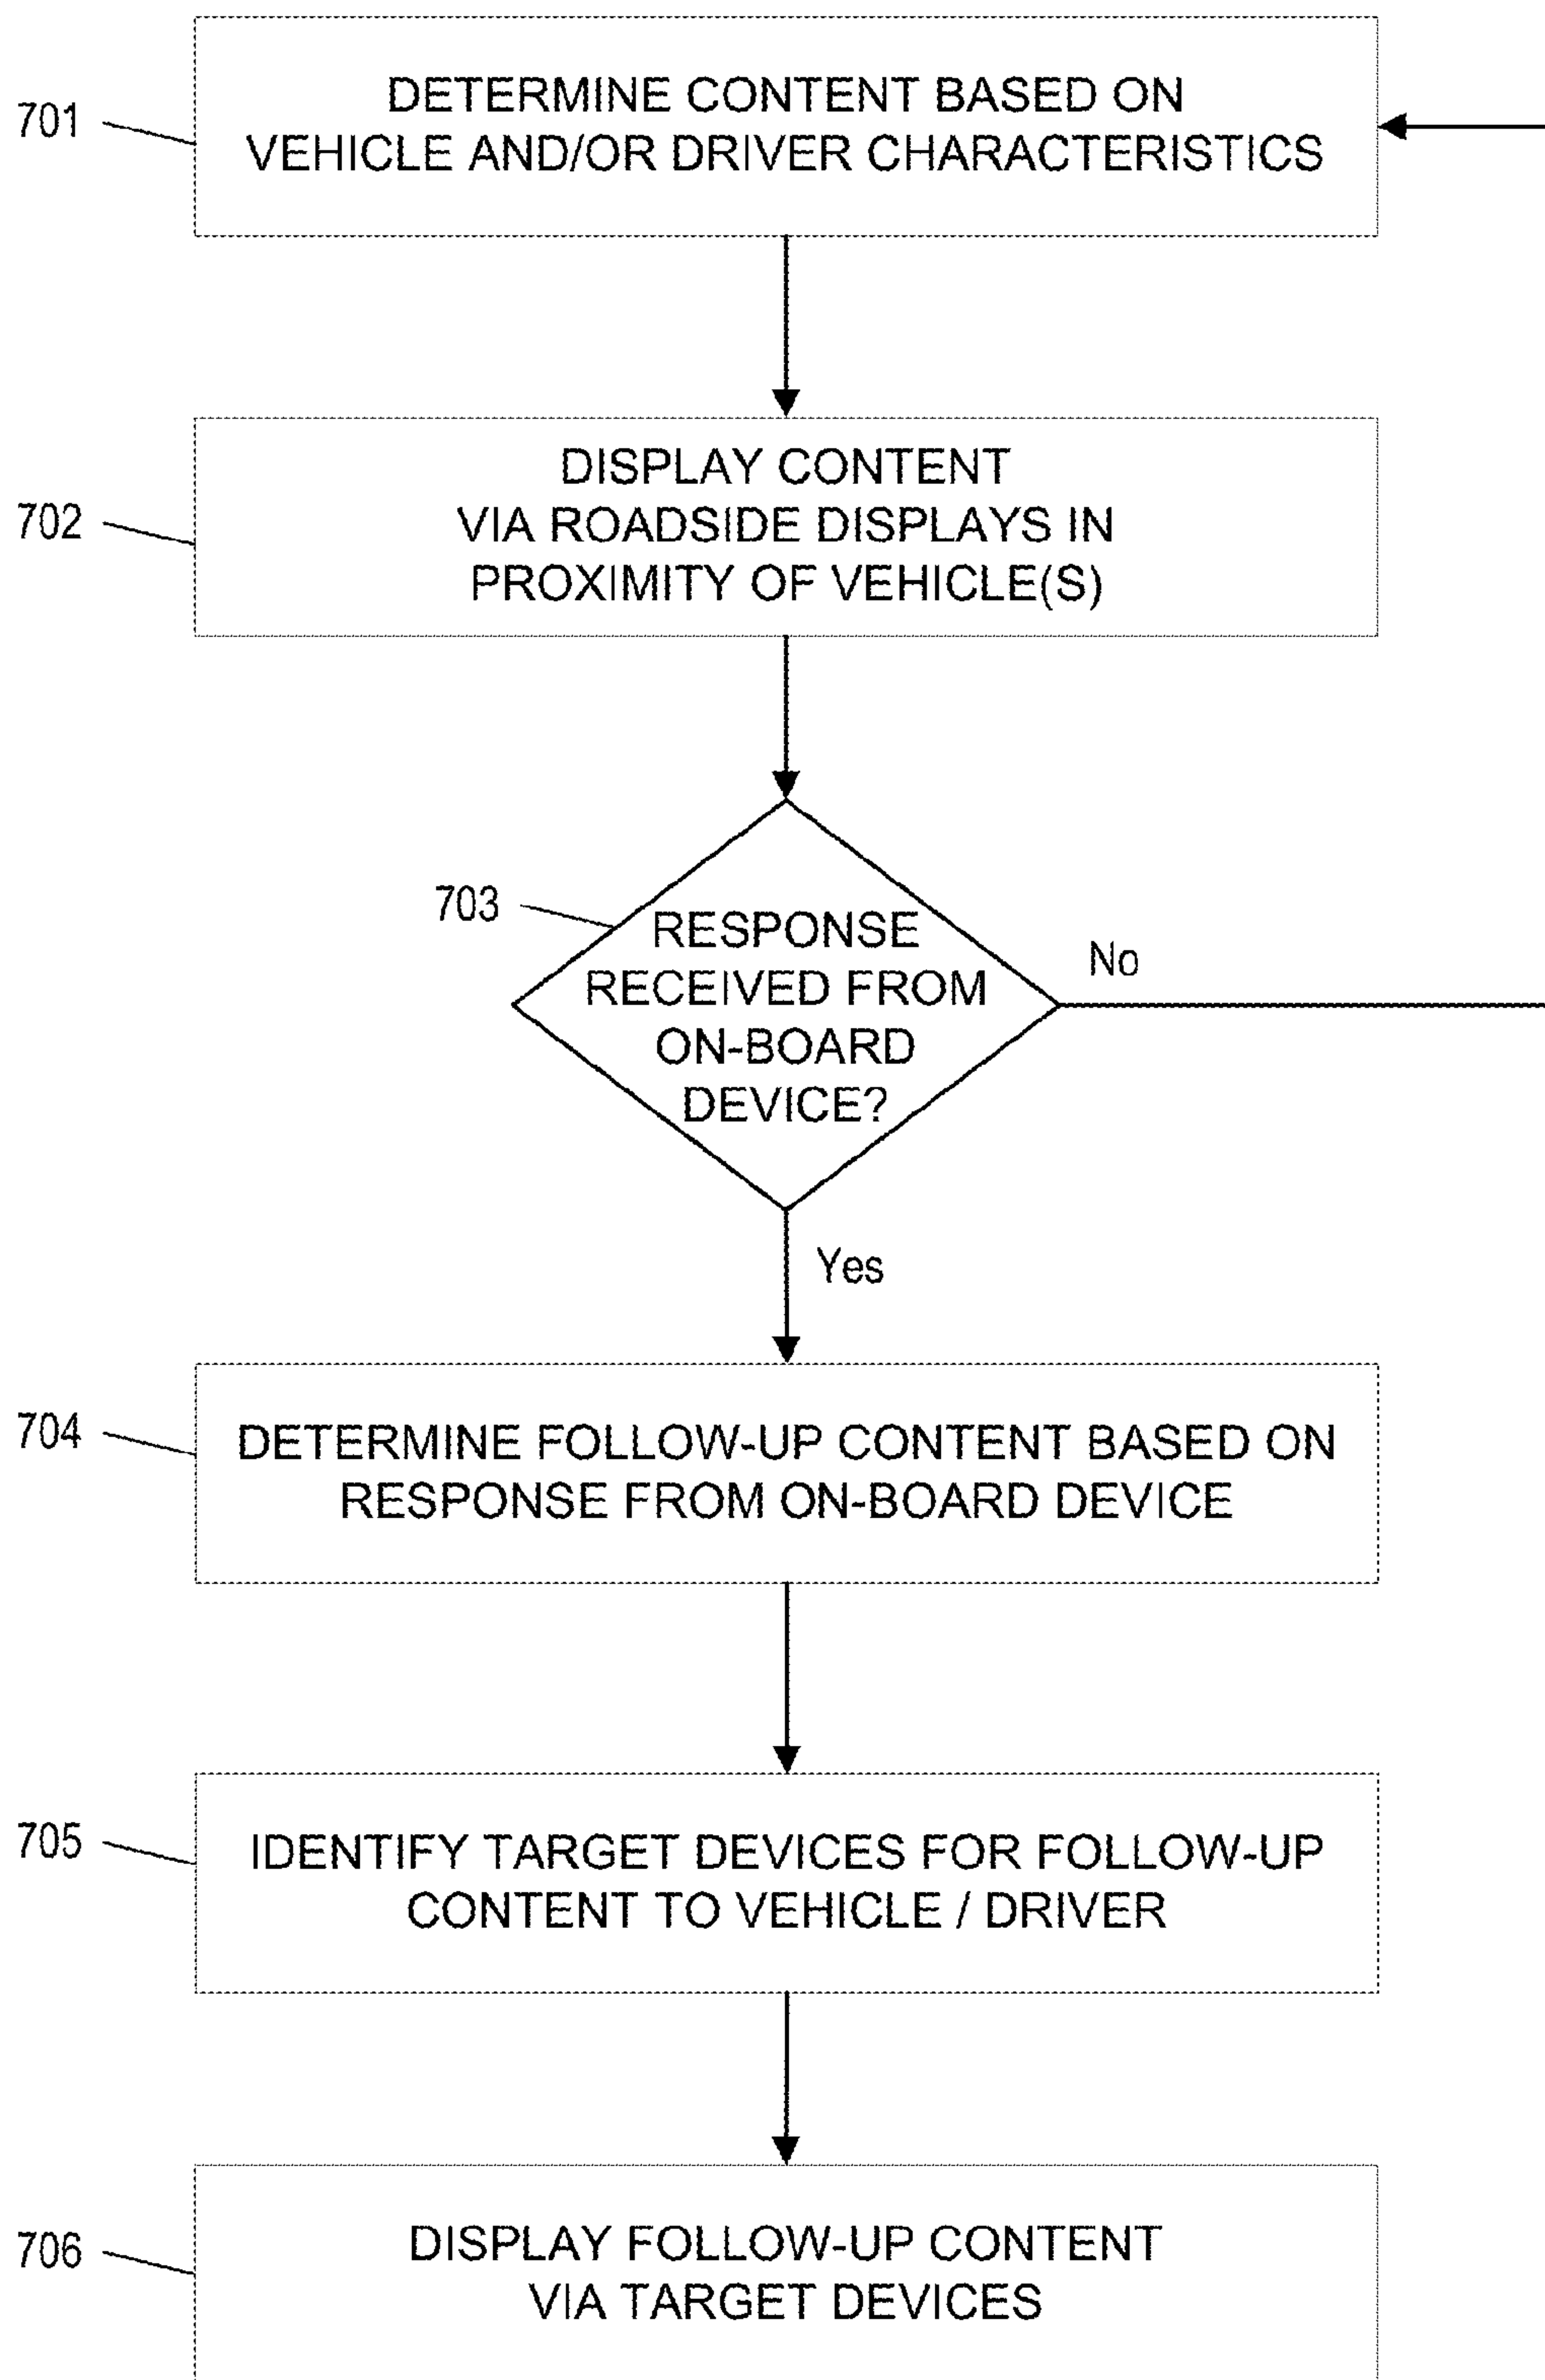 701
DETERMINE CONTENT BASED ON
VEHICLE AND/OR DRIVER CHARACTERISTICS
702
DISPLAY CONTENT
VIA ROADSIDE DISPLAYS IN
PROXIMITY OF VEHICLE(S)
703
RESPONSE
RECEIVED FROM
ON-BOARD
DEVICE?
No
Yes
704
DETERMINE FOLLOW-UP CONTENT BASED ON
RESPONSE FROM ON-BOARD DEVICE
705
IDENTIFY TARGET DEVICES FOR FOLLOW-UP
CONTENT TO VEHICLE / DRIVER
706
DISPLAY FOLLOW-UP CONTENT
VIA TARGET DEVICES